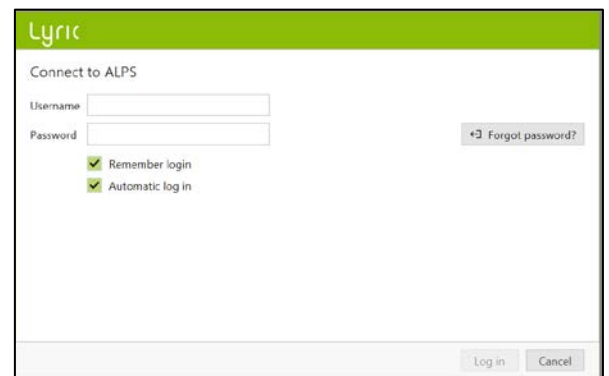 Lyric
Connect to ALPS
Username
Password
Forgot password?
Remember login
Automatic log in
Log in
Cancel